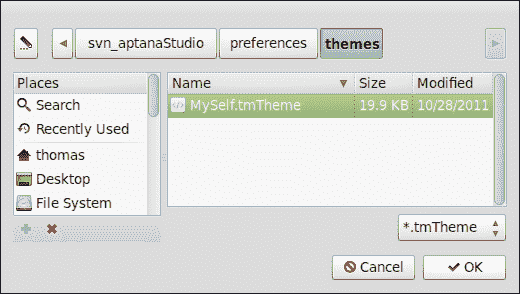 svn_aptanaStudio preferences themes
Places
Search
Recently Used
thomas
Desktop
File System
Name Size Modified
MySelf.tmTheme 19.9 KB 10/28/2011
*.tmTheme
Cancel OK